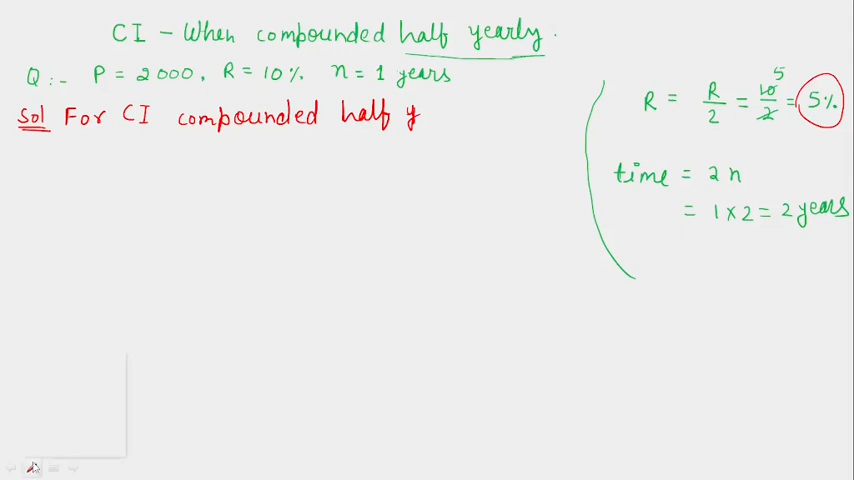 CI - When compounded half yearly.
Q:- P = 2000, R = 10% n = 1 years
Sol For CI compounded half y
R = R/2 = 10/2 5 = 5%
time = 2n
= 1 × 2 = 2 years